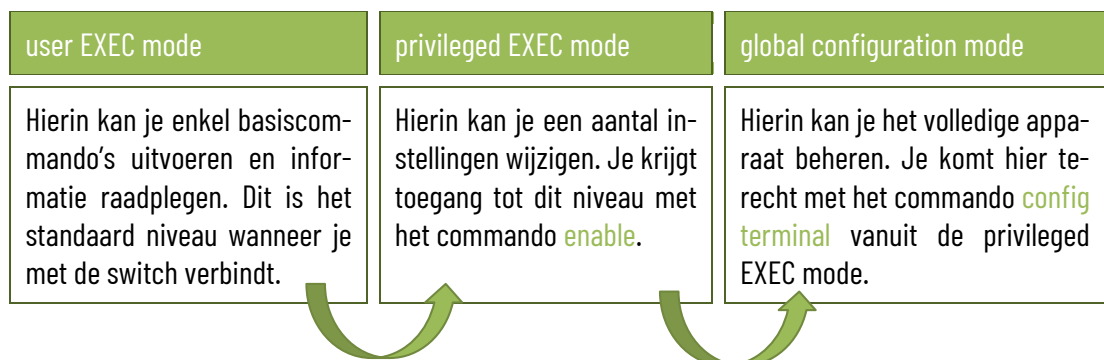 user EXEC mode
Hierin kan je enkel basiscom-
mando's uitvoeren en infor-
matie raadplegen. Dit is het
standaard niveau wanneer je
met de switch verbindt.
privileged EXEC mode
Hierin kan je een aantal in-
stellingen wijzigen. Je krijgt
toegang tot dit niveau met
het commando enable.
global configuration mode
Hierin kan je het volledige appa-
raat beheren. Je komt hier te-
recht met het commando config
terminal vanuit de privileged
EXEC mode.